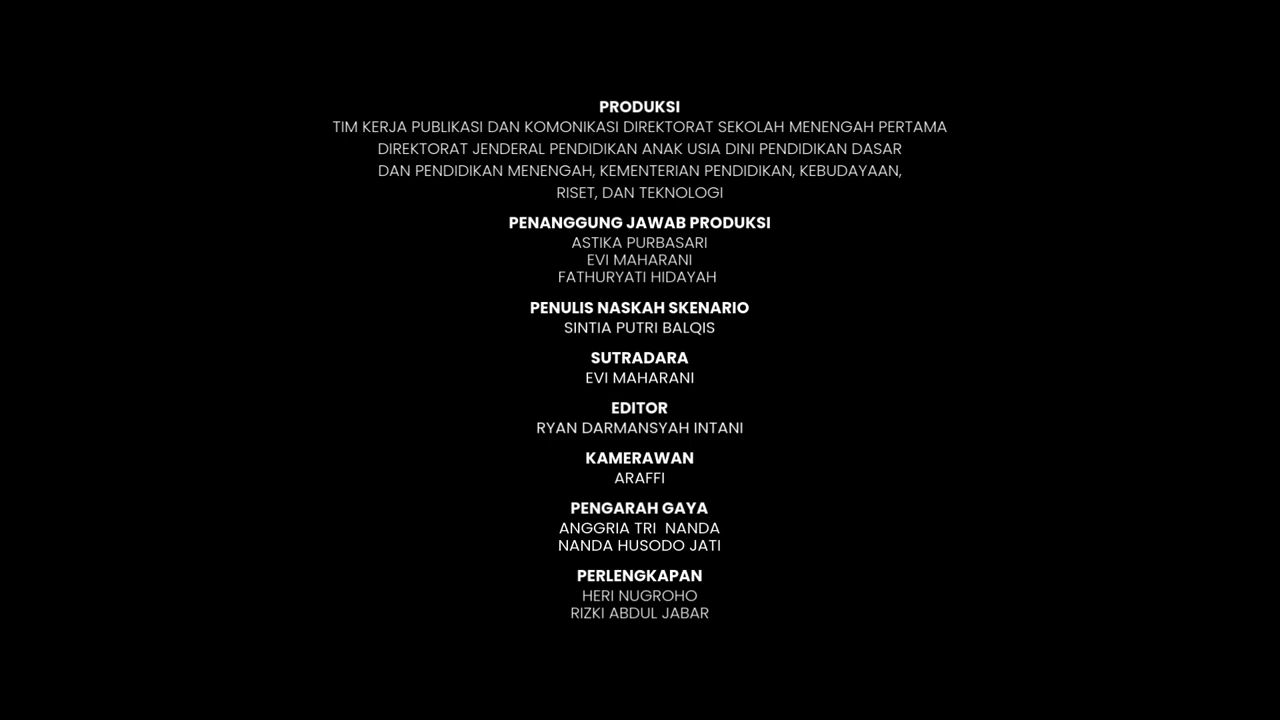 PRODUKSI
TIM KERJA PUBLIKASI DAN KOMONIKASI DIREKTORAT SEKOLAH MENENGAH PERTAMA
DIREKTORAT JENDERAL PENDIDIKAN ANAK USIA DINI PENDIDIKAN DASAR
DAN PENDIDIKAN MENENGAH, KEMENTERIAN PENDIDIKAN, KEBUDAYAAN,
RISET, DAN TEKNOLOGI
PENANGGUNG JAWAB PRODUKSI
ASTIKA PURBASARI
EVI MAHARANI
FATHURYATI HIDAYAH
PENULIS NASKAH SKENARIO
SINTIA PUTRI BALQIS
SUTRADARA
EVI MAHARANI
EDITOR
RYAN DARMANSYAH INTANI
KAMERAWAN
ARAFFI
PENGARAH GAYA
ANGGRIA TRI  NANDA
NANDA HUSODO JATI
PERLENGKAPAN
HERI NUGROHO
RIZKI ABDUL JABAR